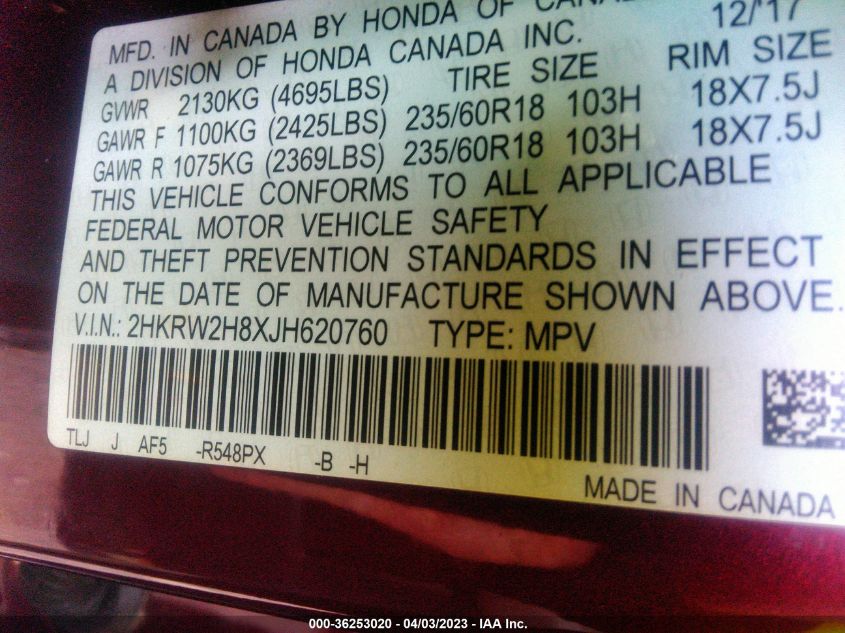 MFD. IN CANADA BY HONDA OF
12/'17
A DIVISION OF HONDA CANADA INC.
GVWR 2130KG (4695LBS) TIRE SIZE RIM SIZE
GAWR F 1100KG (2425LBS) 235/60R18 103H 18X7.5J
GAWR R 1075KG (2369LBS) 235/60R18 103H 18X7.5J
THIS VEHICLE CONFORMS TO ALL APPLICABLE
FEDERAL MOTOR VEHICLE SAFETY
AND THEFT PREVENTION STANDARDS IN EFFECT
ON THE DATE OF MANUFACTURE SHOWN ABOVE.
V.I.N.: 2HKRW2H8XJH620760 TYPE: MPV
TLJ J AF5 -R548PX -B -H
MADE IN CANADA
000-36253020 - 04/03/2023 - IAA Inc.